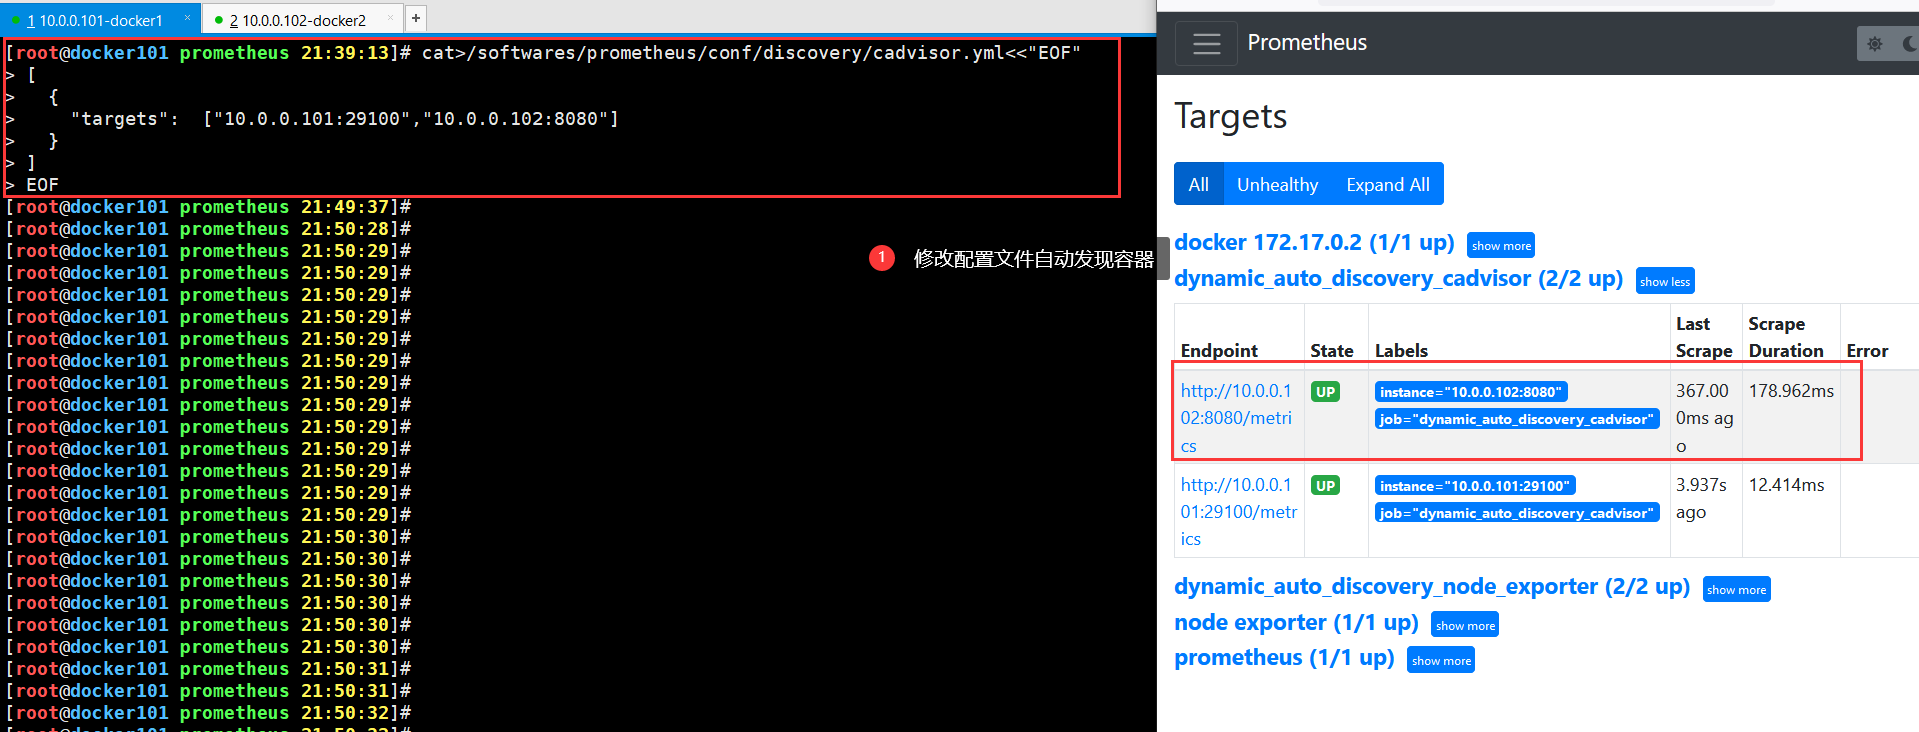 1 10.0.0.101-docker1 × 2 10.0.0.102-docker2 × +
[root@docker101 prometheus 21:39:13]# cat>/softwares/prometheus/conf/discovery/cadvisor.yml<<"EOF"
> [
>   {
>     "targets":  ["10.0.0.101:29100","10.0.0.102:8080"]
>   }
> ]
> EOF
[root@docker101 prometheus 21:49:37]#
[root@docker101 prometheus 21:50:28]#
[root@docker101 prometheus 21:50:29]#
[root@docker101 prometheus 21:50:29]#
[root@docker101 prometheus 21:50:29]#
[root@docker101 prometheus 21:50:29]#
[root@docker101 prometheus 21:50:29]#
[root@docker101 prometheus 21:50:29]#
[root@docker101 prometheus 21:50:29]#
[root@docker101 prometheus 21:50:29]#
[root@docker101 prometheus 21:50:29]#
[root@docker101 prometheus 21:50:29]#
[root@docker101 prometheus 21:50:29]#
[root@docker101 prometheus 21:50:29]#
[root@docker101 prometheus 21:50:29]#
[root@docker101 prometheus 21:50:30]#
[root@docker101 prometheus 21:50:30]#
[root@docker101 prometheus 21:50:30]#
[root@docker101 prometheus 21:50:30]#
[root@docker101 prometheus 21:50:30]#
[root@docker101 prometheus 21:50:30]#
[root@docker101 prometheus 21:50:31]#
[root@docker101 prometheus 21:50:31]#
[root@docker101 prometheus 21:50:32]#
1 修改配置文件自动发现容器
Prometheus
Targets
All Unhealthy Expand All
docker 172.17.0.2 (1/1 up) show more
dynamic_auto_discovery_cadvisor (2/2 up) show less
Last Scrape
Endpoint State Labels Scrape Duration Error
http://10.0.0.1 UP instance="10.0.0.102:8080" 367.00 178.962ms
02:8080/metri job="dynamic_auto_discovery_cadvisor" 0ms ag
cs o
http://10.0.0.1 UP instance="10.0.0.101:29100" 3.937s 12.414ms
01:29100/metr job="dynamic_auto_discovery_cadvisor" ago
ics
dynamic_auto_discovery_node_exporter (2/2 up) show more
node exporter (1/1 up) show more
prometheus (1/1 up) show more